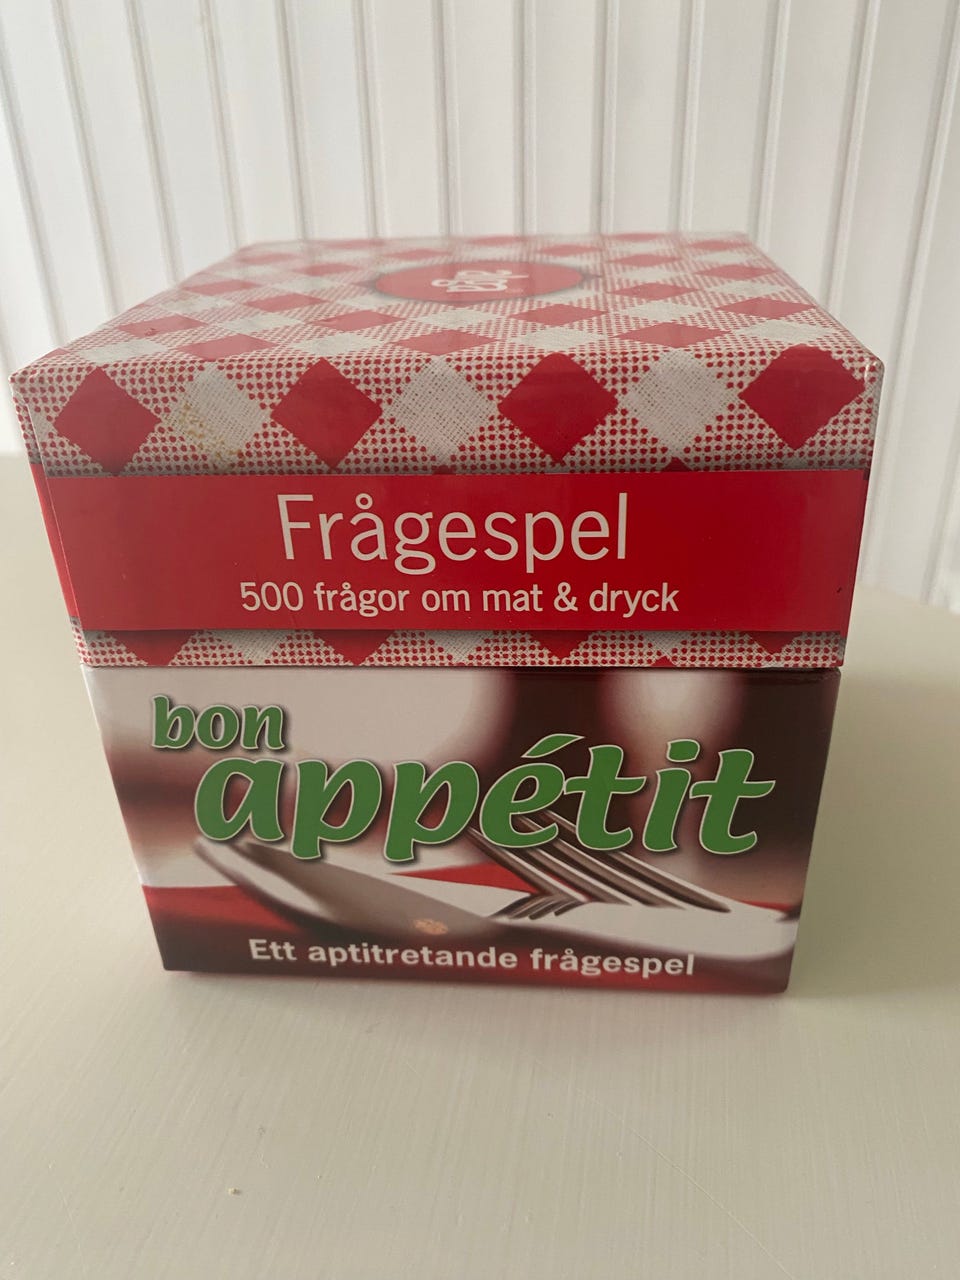 Frågespel
500 frågor om mat & dryck
bon
appétit
Ett aptitretande frågespel